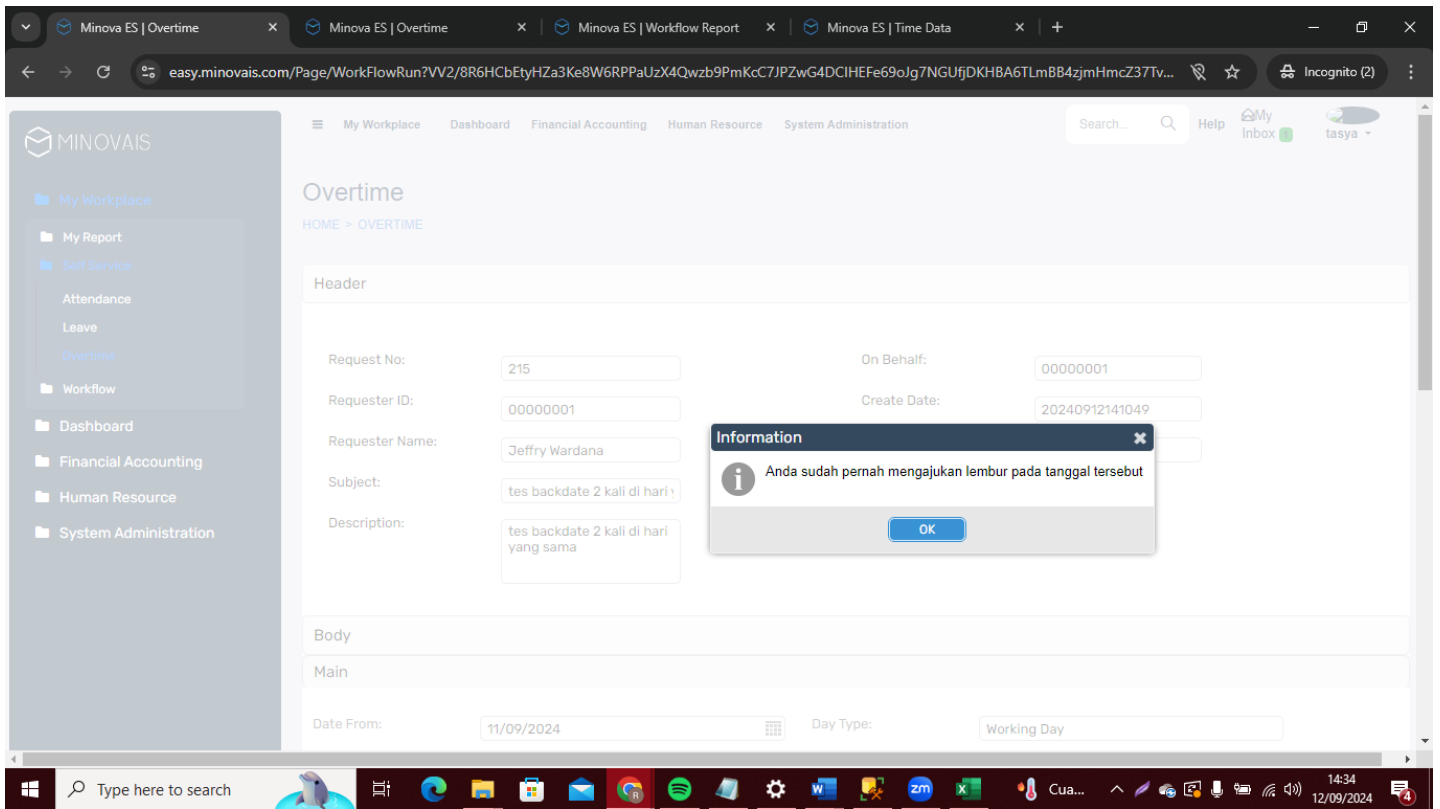 Minova ES | Overtime
Minova ES | Overtime
Minova ES | Workflow Report
Minova ES | Time Data
easy.minovais.com/Page/WorkFlowRun?VV2/8R6HCbEtyHZa3Ke8W6RPPaUzX4Qwzb9PmKcC7JPZwG4DCIHEFe69oJg7NGUfjDKHBA6TLmBB4zjmHmcZ37Tv...
Incognito (2)
MINOVAIS
My Workplace
Dashboard
Financial Accounting
Human Resource
System Administration
Search...
Help
My Inbox 1
tasya
My Workplace
My Report
Self Service
Attendance
Leave
Overtime
Workflow
Dashboard
Financial Accounting
Human Resource
System Administration
Overtime
HOME > OVERTIME
Header
Request No: 215
On Behalf: 00000001
Requester ID: 00000001
Create Date: 20240912141049
Requester Name: Jeffry Wardana
Subject: tes backdate 2 kali di hari y
Description: tes backdate 2 kali di hari
yang sama
Information
Anda sudah pernah mengajukan lembur pada tanggal tersebut
OK
Body
Main
Date From: 11/09/2024
Day Type: Working Day
Type here to search
Cua...
14:34
12/09/2024
4